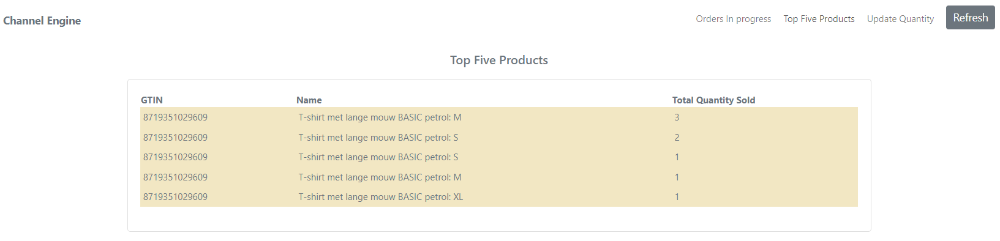 Channel Engine
Orders In progress Top Five Products Update Quantity Refresh
Top Five Products
GTIN Name Total Quantity Sold
8719351029609 T-shirt met lange mouw BASIC petrol: M 3
8719351029609 T-shirt met lange mouw BASIC petrol: S 2
8719351029609 T-shirt met lange mouw BASIC petrol: S 1
8719351029609 T-shirt met lange mouw BASIC petrol: M 1
8719351029609 T-shirt met lange mouw BASIC petrol: XL 1